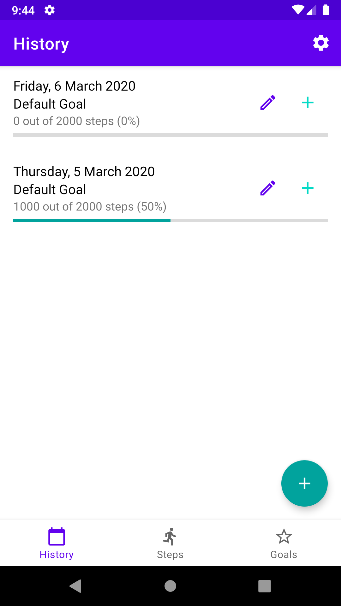 9:44
History
Friday, 6 March 2020
Default Goal
0 out of 2000 steps (0%)
Thursday, 5 March 2020
Default Goal
1000 out of 2000 steps (50%)
History
Steps
Goals